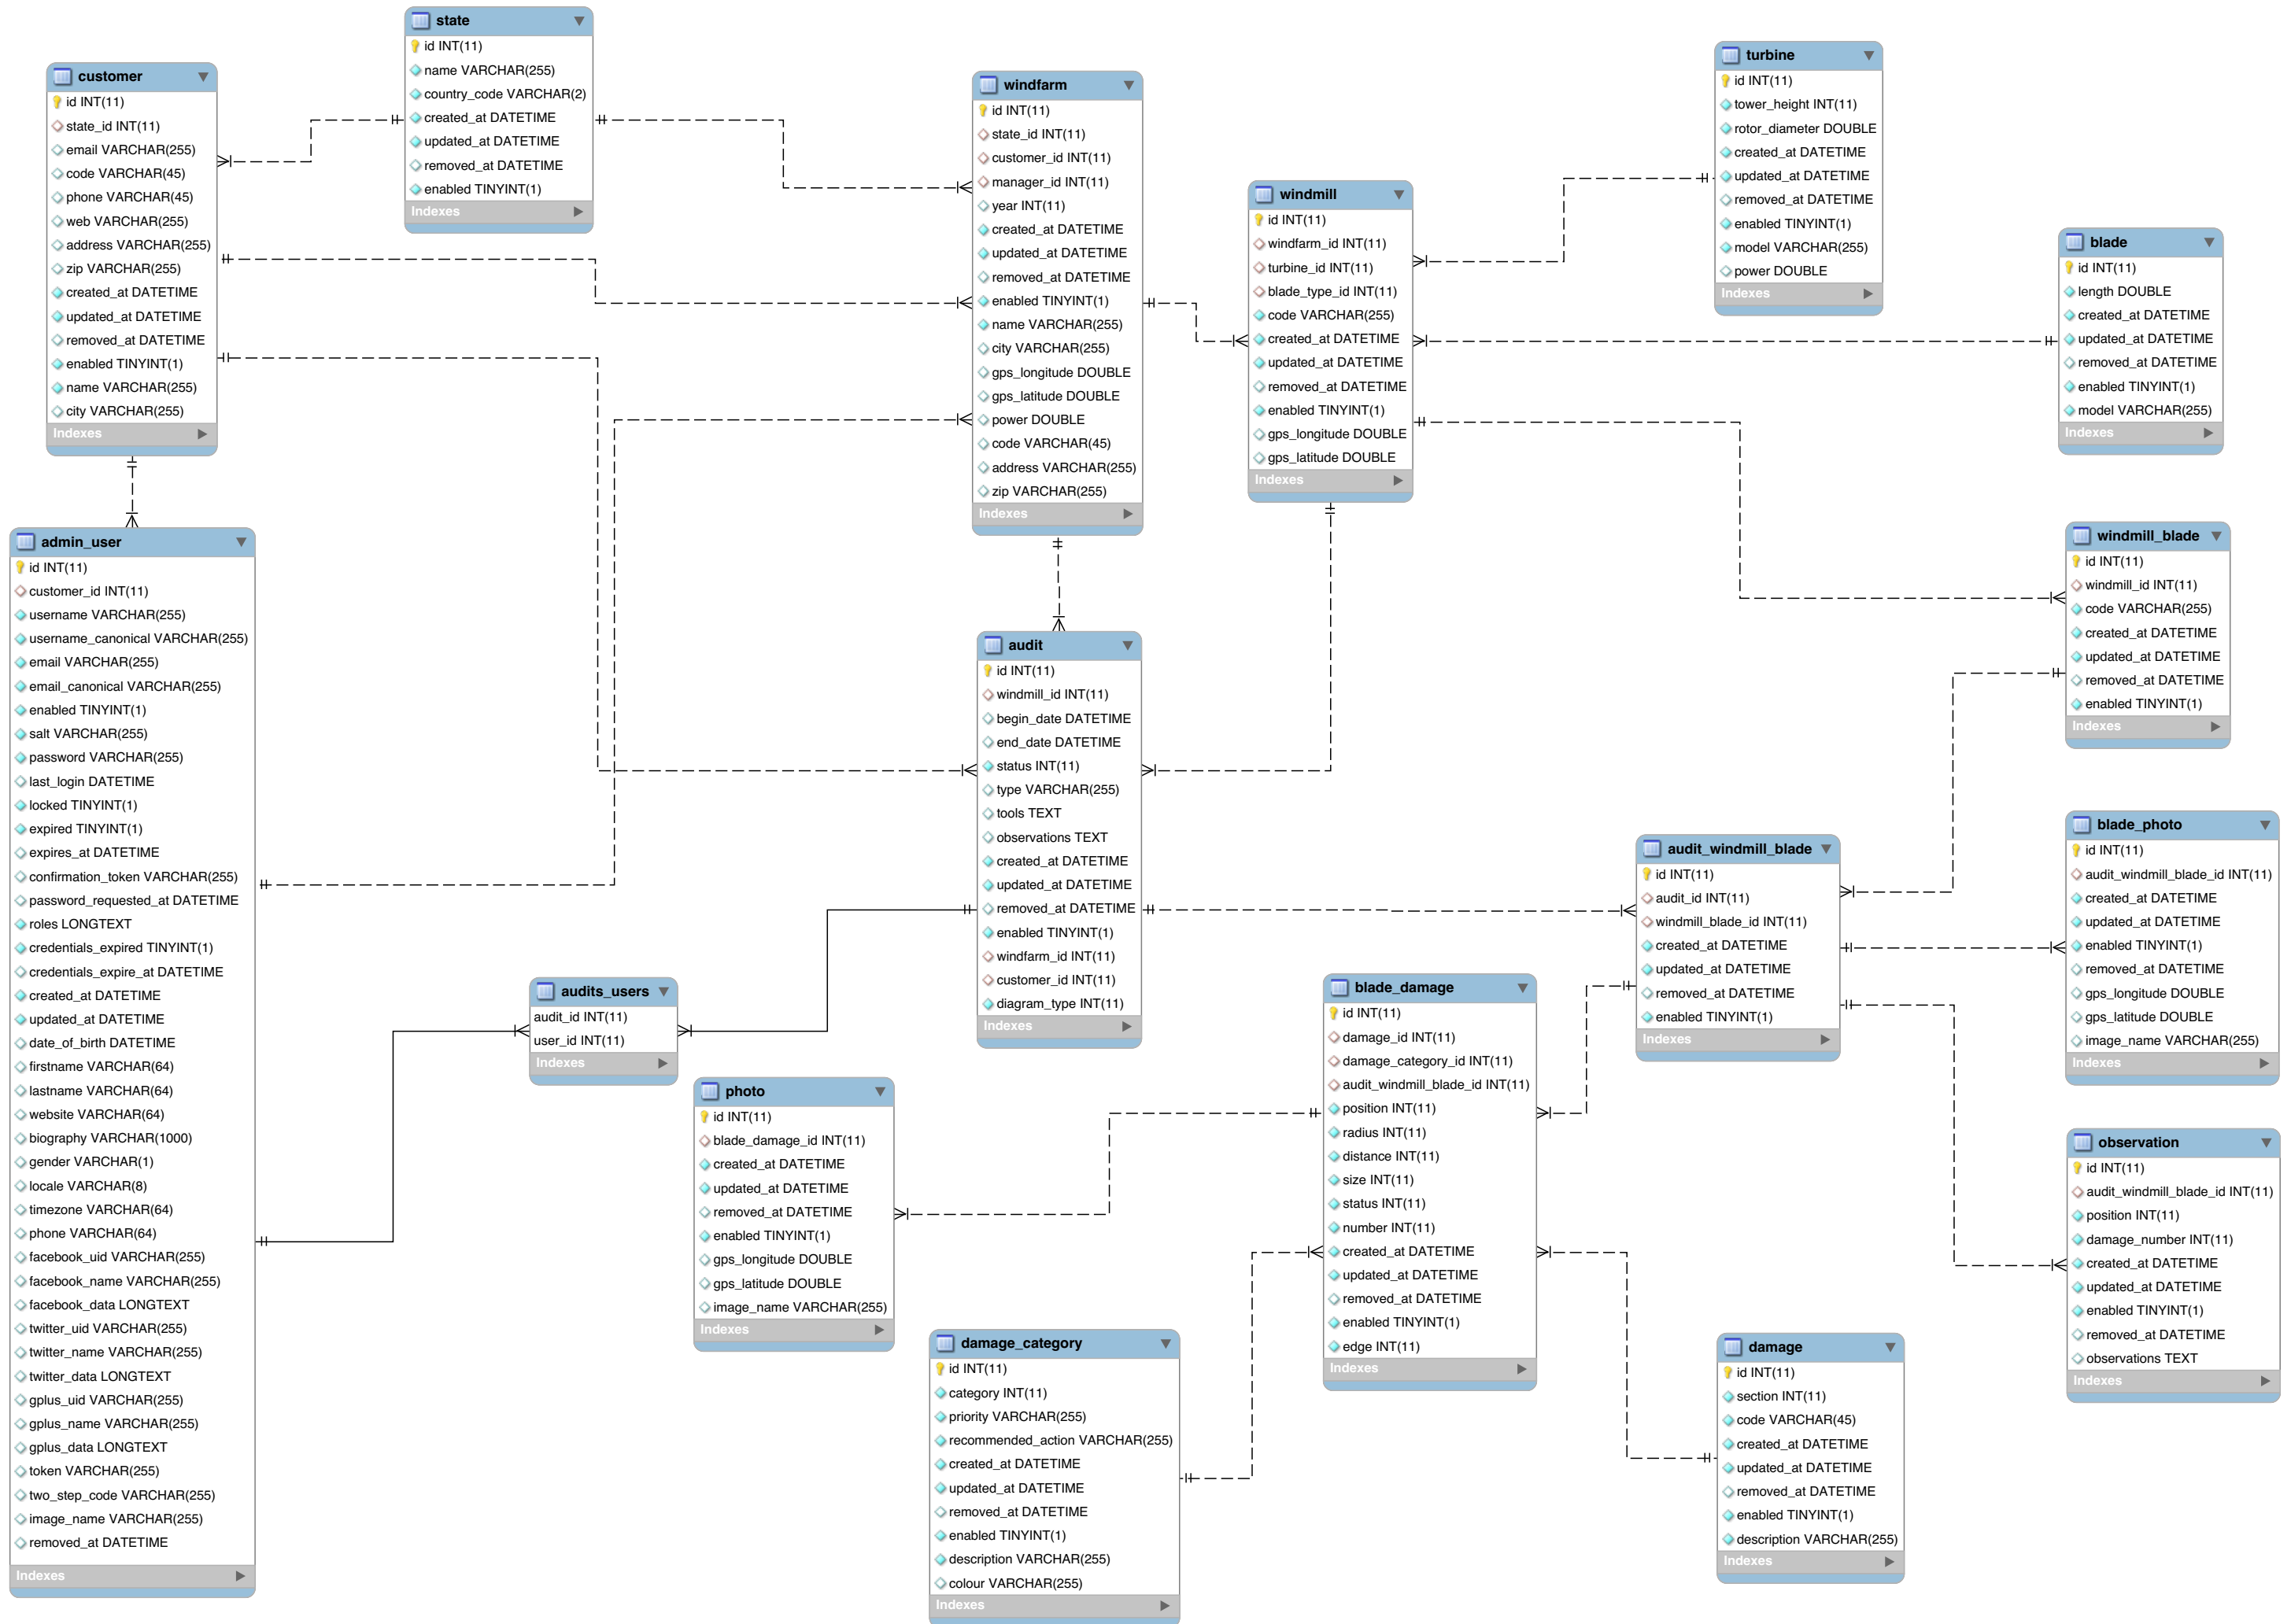 state
id INT(11)
name VARCHAR(255)
country_code VARCHAR(2)
created_at DATETIME
updated_at DATETIME
removed_at DATETIME
enabled TINYINT(1)
Indexes
customer
id INT(11)
state_id INT(11)
email VARCHAR(255)
code VARCHAR(45)
phone VARCHAR(45)
web VARCHAR(255)
address VARCHAR(255)
zip VARCHAR(255)
created_at DATETIME
updated_at DATETIME
removed_at DATETIME
enabled TINYINT(1)
name VARCHAR(255)
city VARCHAR(255)
Indexes
windfarm
id INT(11)
state_id INT(11)
customer_id INT(11)
manager_id INT(11)
year INT(11)
created_at DATETIME
updated_at DATETIME
removed_at DATETIME
enabled TINYINT(1)
name VARCHAR(255)
city VARCHAR(255)
gps_longitude DOUBLE
gps_latitude DOUBLE
power DOUBLE
code VARCHAR(45)
address VARCHAR(255)
zip VARCHAR(255)
Indexes
windmill
id INT(11)
windfarm_id INT(11)
turbine_id INT(11)
blade_type_id INT(11)
code VARCHAR(255)
created_at DATETIME
updated_at DATETIME
removed_at DATETIME
enabled TINYINT(1)
gps_longitude DOUBLE
gps_latitude DOUBLE
Indexes
turbine
id INT(11)
tower_height INT(11)
rotor_diameter DOUBLE
created_at DATETIME
updated_at DATETIME
removed_at DATETIME
enabled TINYINT(1)
model VARCHAR(255)
power DOUBLE
Indexes
blade
id INT(11)
length DOUBLE
created_at DATETIME
updated_at DATETIME
removed_at DATETIME
enabled TINYINT(1)
model VARCHAR(255)
Indexes
admin_user
id INT(11)
customer_id INT(11)
username VARCHAR(255)
username_canonical VARCHAR(255)
email VARCHAR(255)
email_canonical VARCHAR(255)
enabled TINYINT(1)
salt VARCHAR(255)
password VARCHAR(255)
last_login DATETIME
locked TINYINT(1)
expired TINYINT(1)
expires_at DATETIME
confirmation_token VARCHAR(255)
password_requested_at DATETIME
roles LONGTEXT
credentials_expired TINYINT(1)
credentials_expire_at DATETIME
created_at DATETIME
updated_at DATETIME
date_of_birth DATETIME
firstname VARCHAR(64)
lastname VARCHAR(64)
website VARCHAR(64)
biography VARCHAR(1000)
gender VARCHAR(1)
locale VARCHAR(8)
timezone VARCHAR(64)
phone VARCHAR(64)
facebook_uid VARCHAR(255)
facebook_name VARCHAR(255)
facebook_data LONGTEXT
twitter_uid VARCHAR(255)
twitter_name VARCHAR(255)
twitter_data LONGTEXT
gplus_uid VARCHAR(255)
gplus_name VARCHAR(255)
gplus_data LONGTEXT
token VARCHAR(255)
two_step_code VARCHAR(255)
image_name VARCHAR(255)
removed_at DATETIME
Indexes
audit
id INT(11)
windmill_id INT(11)
begin_date DATETIME
end_date DATETIME
status INT(11)
type VARCHAR(255)
tools TEXT
observations TEXT
created_at DATETIME
updated_at DATETIME
removed_at DATETIME
enabled TINYINT(1)
windfarm_id INT(11)
customer_id INT(11)
diagram_type INT(11)
Indexes
windmill_blade
id INT(11)
windmill_id INT(11)
code VARCHAR(255)
created_at DATETIME
updated_at DATETIME
removed_at DATETIME
enabled TINYINT(1)
Indexes
audit_windmill_blade
id INT(11)
audit_id INT(11)
windmill_blade_id INT(11)
created_at DATETIME
updated_at DATETIME
removed_at DATETIME
enabled TINYINT(1)
Indexes
blade_photo
id INT(11)
audit_windmill_blade_id INT(11)
created_at DATETIME
updated_at DATETIME
enabled TINYINT(1)
removed_at DATETIME
gps_longitude DOUBLE
gps_latitude DOUBLE
image_name VARCHAR(255)
Indexes
audits_users
audit_id INT(11)
user_id INT(11)
Indexes
photo
id INT(11)
blade_damage_id INT(11)
created_at DATETIME
updated_at DATETIME
removed_at DATETIME
enabled TINYINT(1)
gps_longitude DOUBLE
gps_latitude DOUBLE
image_name VARCHAR(255)
Indexes
blade_damage
id INT(11)
damage_id INT(11)
damage_category_id INT(11)
audit_windmill_blade_id INT(11)
position INT(11)
radius INT(11)
distance INT(11)
size INT(11)
status INT(11)
number INT(11)
created_at DATETIME
updated_at DATETIME
removed_at DATETIME
enabled TINYINT(1)
edge INT(11)
Indexes
observation
id INT(11)
audit_windmill_blade_id INT(11)
position INT(11)
damage_number INT(11)
created_at DATETIME
updated_at DATETIME
enabled TINYINT(1)
removed_at DATETIME
observations TEXT
Indexes
damage_category
id INT(11)
category INT(11)
priority VARCHAR(255)
recommended_action VARCHAR(255)
created_at DATETIME
updated_at DATETIME
removed_at DATETIME
enabled TINYINT(1)
description VARCHAR(255)
colour VARCHAR(255)
Indexes
damage
id INT(11)
section INT(11)
code VARCHAR(45)
created_at DATETIME
updated_at DATETIME
removed_at DATETIME
enabled TINYINT(1)
description VARCHAR(255)
Indexes